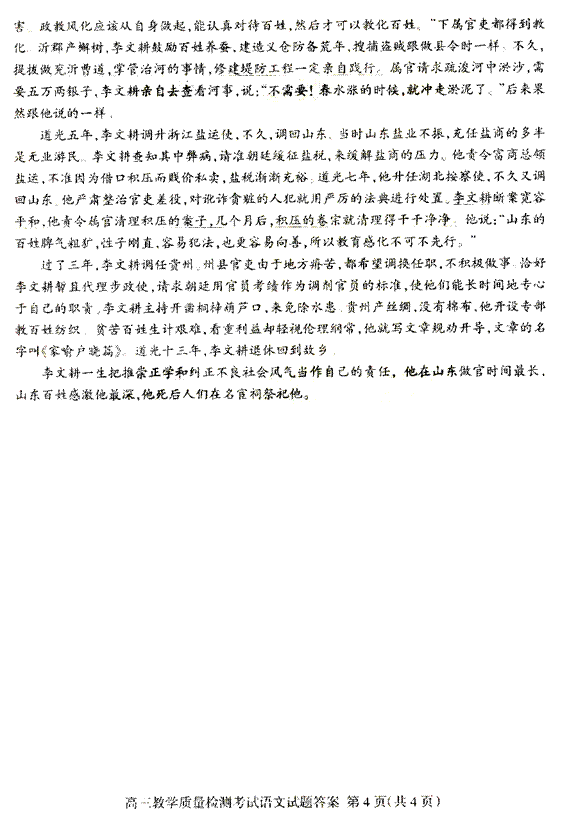 害。政教风化应该从自身做起,能认真对待百姓,然后才可以教化百姓。”下属官吏都得到教
化。沂郡产槲树,李文耕鼓励百姓养蚕,建造义仓防备荒年,搜捕盗贼跟做县令时一样。不久,
提拔做兖沂曹道,掌管治河的事情,修建堤防工程一定亲自践行。属官请求疏浚河中淤沙,需
要五万两银子,李文耕亲自去查看河事,说:“不需要!春水涨的时候,就冲走淤泥了。”后来果
然跟他说的一样。
道光五年,李文耕调升浙江盐运使,不久,调回山东。当时山东盐业不振,充任盐商的多半
是无业游民。李文耕查知其中弊病,请准朝廷缓征盐税,来缓解盐商的压力。他责令富商总领
盐运,不准因为借口积压而贱价私卖,盐税渐渐充裕。道光七年,他升任湖北按察使,不久又调
回山东。他严肃整治官吏差役,对讹诈贪赃的人犯就用严厉的法典进行处置。李文耕断案宽容
平和,他责令属官清理积压的案子,几个月后,积压的卷宗就清理得干干净净。他说:“山东的
百姓脾气粗犷,性子刚直,容易犯法,也更容易向善,所以教育感化不可不先行。”
过了三年,李文耕调任贵州。州县官吏由于地方瘠苦,都希望调换任职,不积极做事。恰好
李文耕暂且代理步政使,请求朝廷用官员考绩作为调剂官员的标准,使他们能长时间地专心
于自己的职责。李文耕主持开凿桐梓葫芦口,来免除水患。贵州产丝绸,没有棉布,他开设专部
教百姓纺织。贫苦百姓生计艰难,看重利益却轻视伦理纲常,他就写文章规劝开导,文章的名
字叫《家喻户晓篇》。道光十三年,李文耕退休回到故乡。
李文耕一生把推崇正学和纠正不良社会风气当作自己的责任，他在山东做官时间最长,
山东百姓感激他最深,他死后人们在名宦祠祭祀他。
高三教学质量检测考试语文试题答案 第4页(共4页)